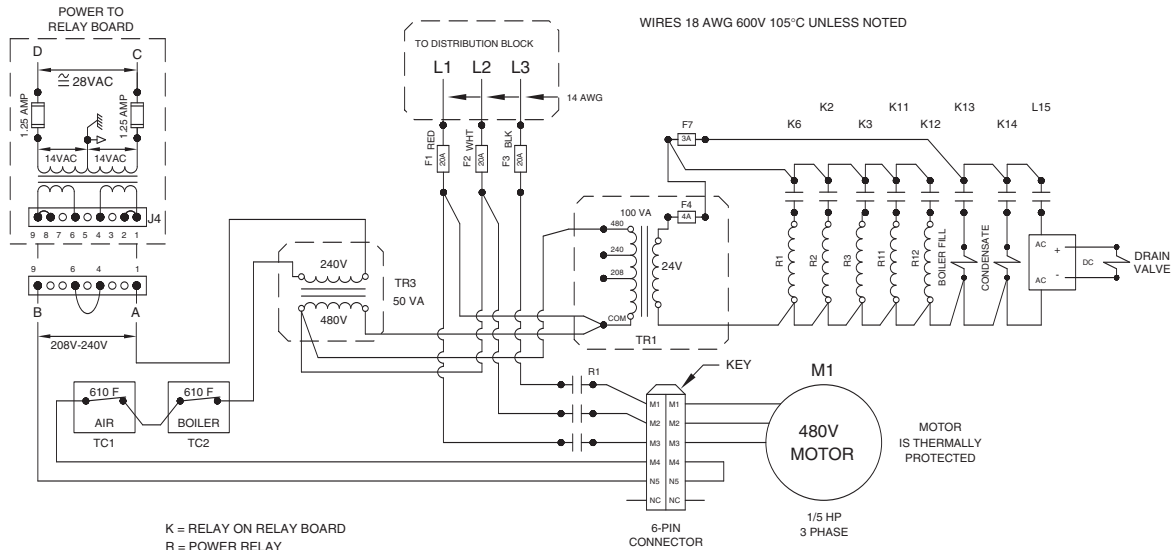 POWER TO
RELAY BOARD
D
C
≅ 28VAC
1.25 AMP
1.25 AMP
14VAC
14VAC
J4
9 8 7 6 5 4 3 2 1
9 6 4 1
B
A
208V-240V
610 F
AIR
TC1
610 F
BOILER
TC2
240V
480V
TR3
50 VA
TO DISTRIBUTION BLOCK
L1 L2 L3
14 AWG
F1 RED
20A
F2 WHT
20A
F3 BLK
20A
WIRES 18 AWG 600V 105°C UNLESS NOTED
F7
3A
F4
4A
100 VA
480
240
208
COM
24V
TR1
K6
K2
K3
K11
K12
K13
K14
L15
R1
R2
R3
R11
R12
BOILER FILL
CONDENSATE
AC
AC
+
-
DC
DRAIN
VALVE
R1
KEY
M1 M1
M2 M2
M3 M3
M4 M4
N5 N5
NC NC
6-PIN
CONNECTOR
M1
480V
MOTOR
1/5 HP
3 PHASE
MOTOR
IS THERMALLY
PROTECTED
K = RELAY ON RELAY BOARD
R = POWER RELAY